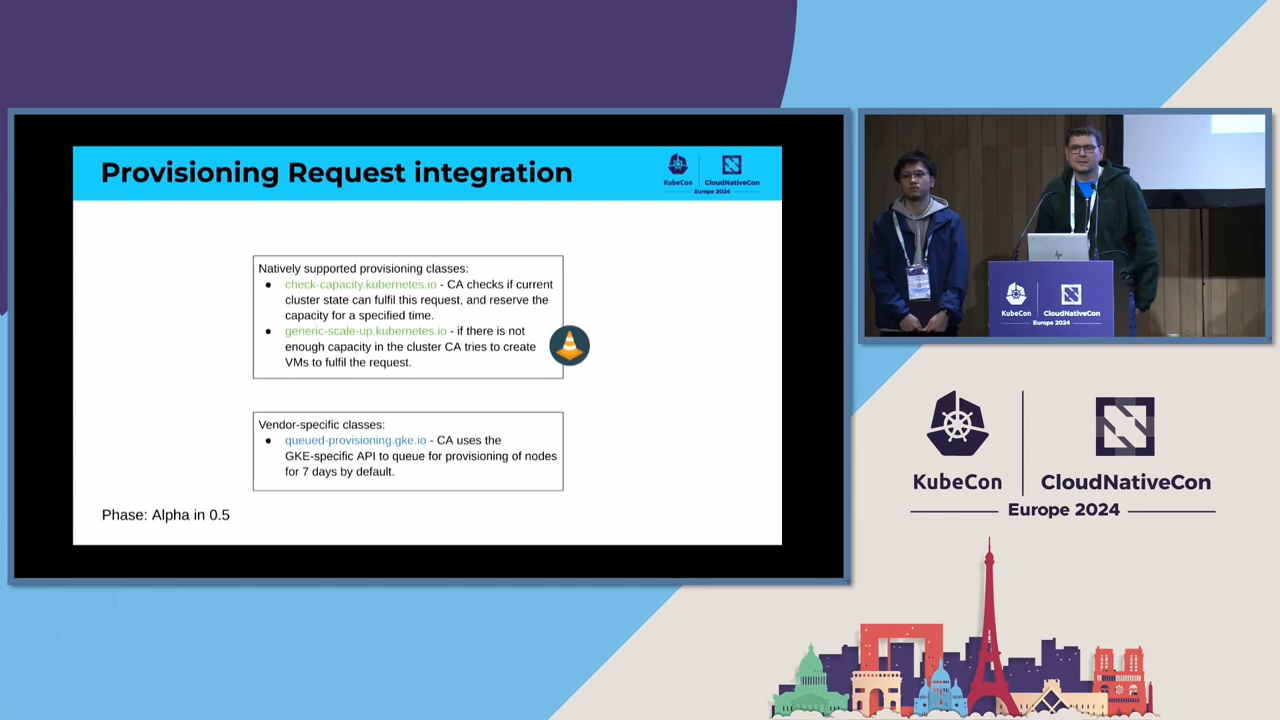 Provisioning Request integration
KubeCon
CloudNativeCon
Europe 2024
Natively supported provisioning classes:
● check-capacity.kubernetes.io - CA checks if current
cluster state can fulfil this request, and reserve the
capacity for a specified time.
● generic-scale-up.kubernetes.io - if there is not
enough capacity in the cluster CA tries to create
VMs to fulfil the request.
Vendor-specific classes:
● queued-provisioning.gke.io - CA uses the
GKE-specific API to queue for provisioning of nodes
for 7 days by default.
Phase: Alpha in 0.5
hp
KubeCon
CloudNativeCon
Europe 2024
KubeCon
CloudNativeCon
Europe 2024